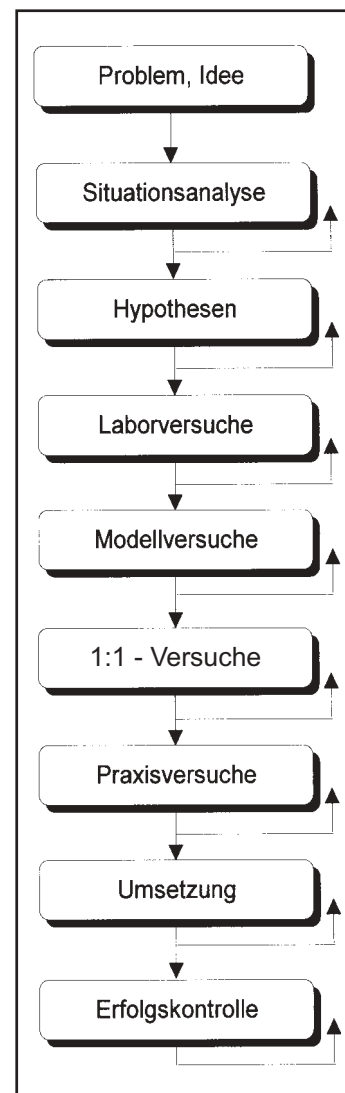 Problem, Idee
Situationsanalyse
Hypothesen
Laborversuche
Modellversuche
1:1 - Versuche
Praxisversuche
Umsetzung
Erfolgskontrolle